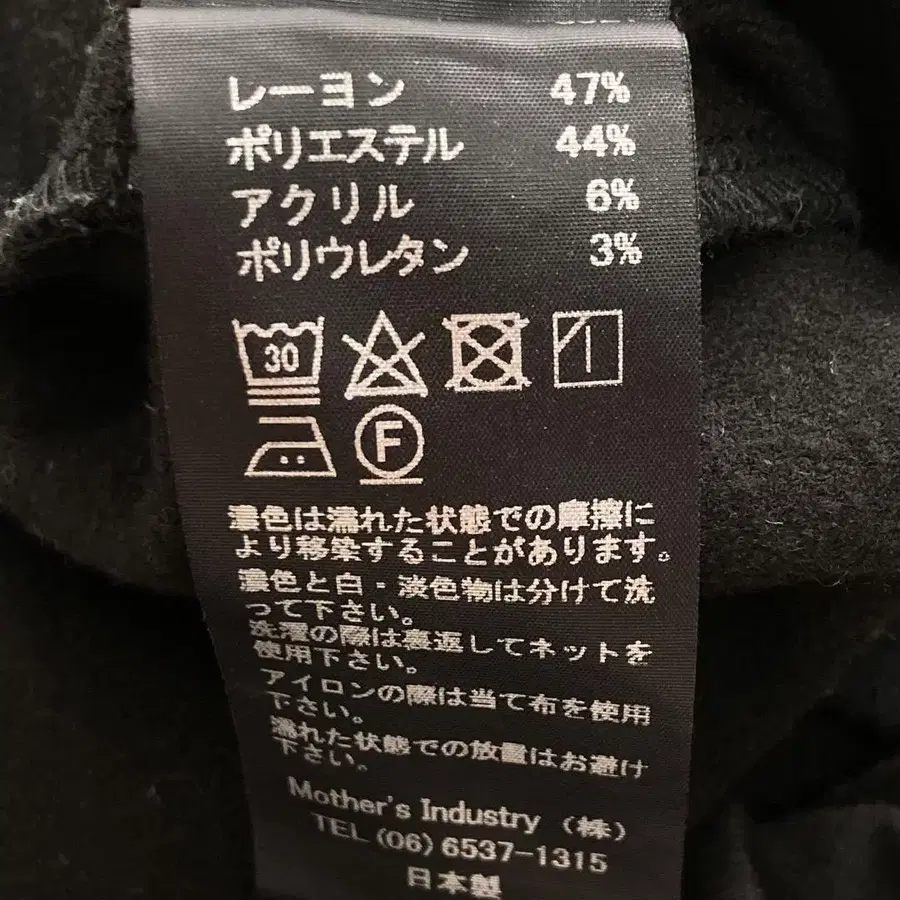 レーヨン 47%
ポリエステル 44%
アクリル 6%
ポリウレタン 3%
30
F
濃色は濡れた状態での摩擦に
より移染することがあります。
濃色と白・淡色物は分けて洗
って下さい。
洗濯の際は裏返してネットを
使用下さい。
アイロンの際は当て布を使用
下さい。
濡れた状態での放置はお避け
下さい。
Mother's Industry (株)
TEL (06) 6537-1315
日本製